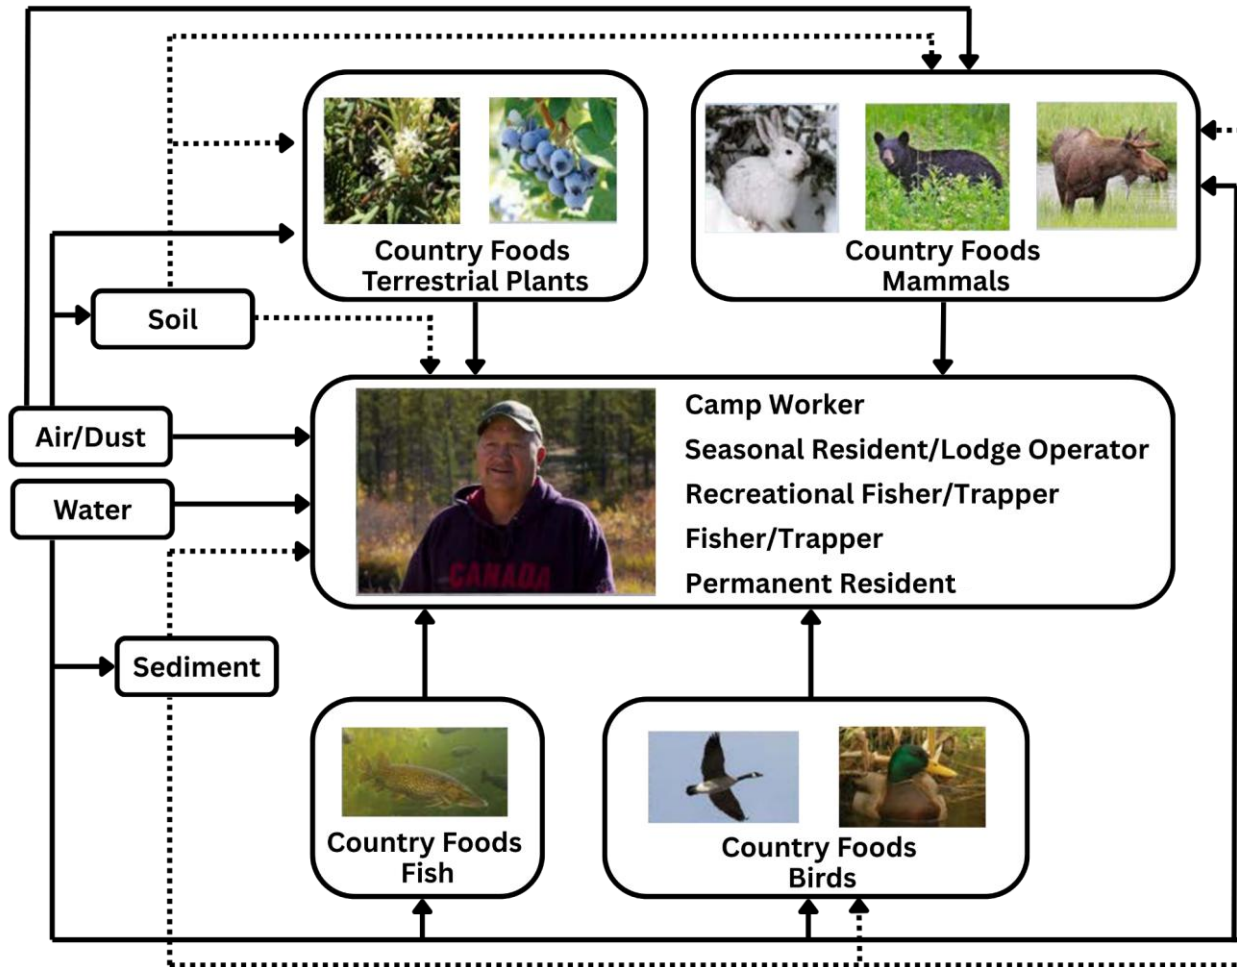 Country Foods
Terrestrial Plants
Country Foods
Mammals
Soil
Air/Dust
Water
Camp Worker
Seasonal Resident/Lodge Operator
Recreational Fisher/Trapper
Fisher/Trapper
Permanent Resident
CANADA
Sediment
Country Foods
Fish
Country Foods
Birds